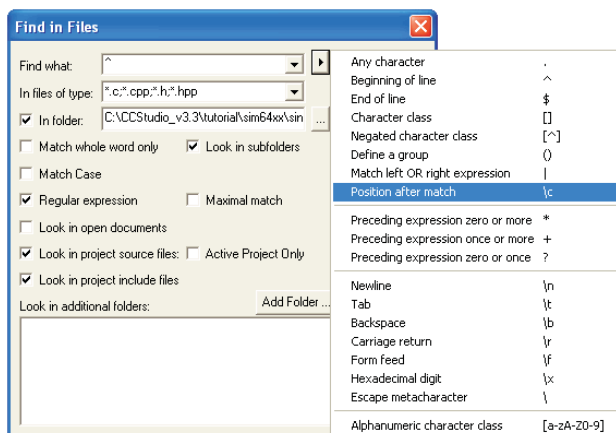 Find in Files
Find what: ^
In files of type: *.c;*.cpp;*.h;*.hpp
In folder: C:\CCStudio_v3.3\tutorial\sim64xx\sin ...
Match whole word only Look in subfolders
Match Case
Regular expression Maximal match
Look in open documents
Look in project source files: Active Project Only
Look in project include files
Look in additional folders: Add Folder ...
Any character .
Beginning of line ^
End of line $
Character class []
Negated character class [^]
Define a group ()
Match left OR right expression |
Position after match \c
Preceding expression zero or more *
Preceding expression once or more +
Preceding expression zero or once ?
Newline \n
Tab \t
Backspace \b
Carriage return \r
Form feed \f
Hexadecimal digit \x
Escape metacharacter \
Alphanumeric character class [a-zA-Z0-9]